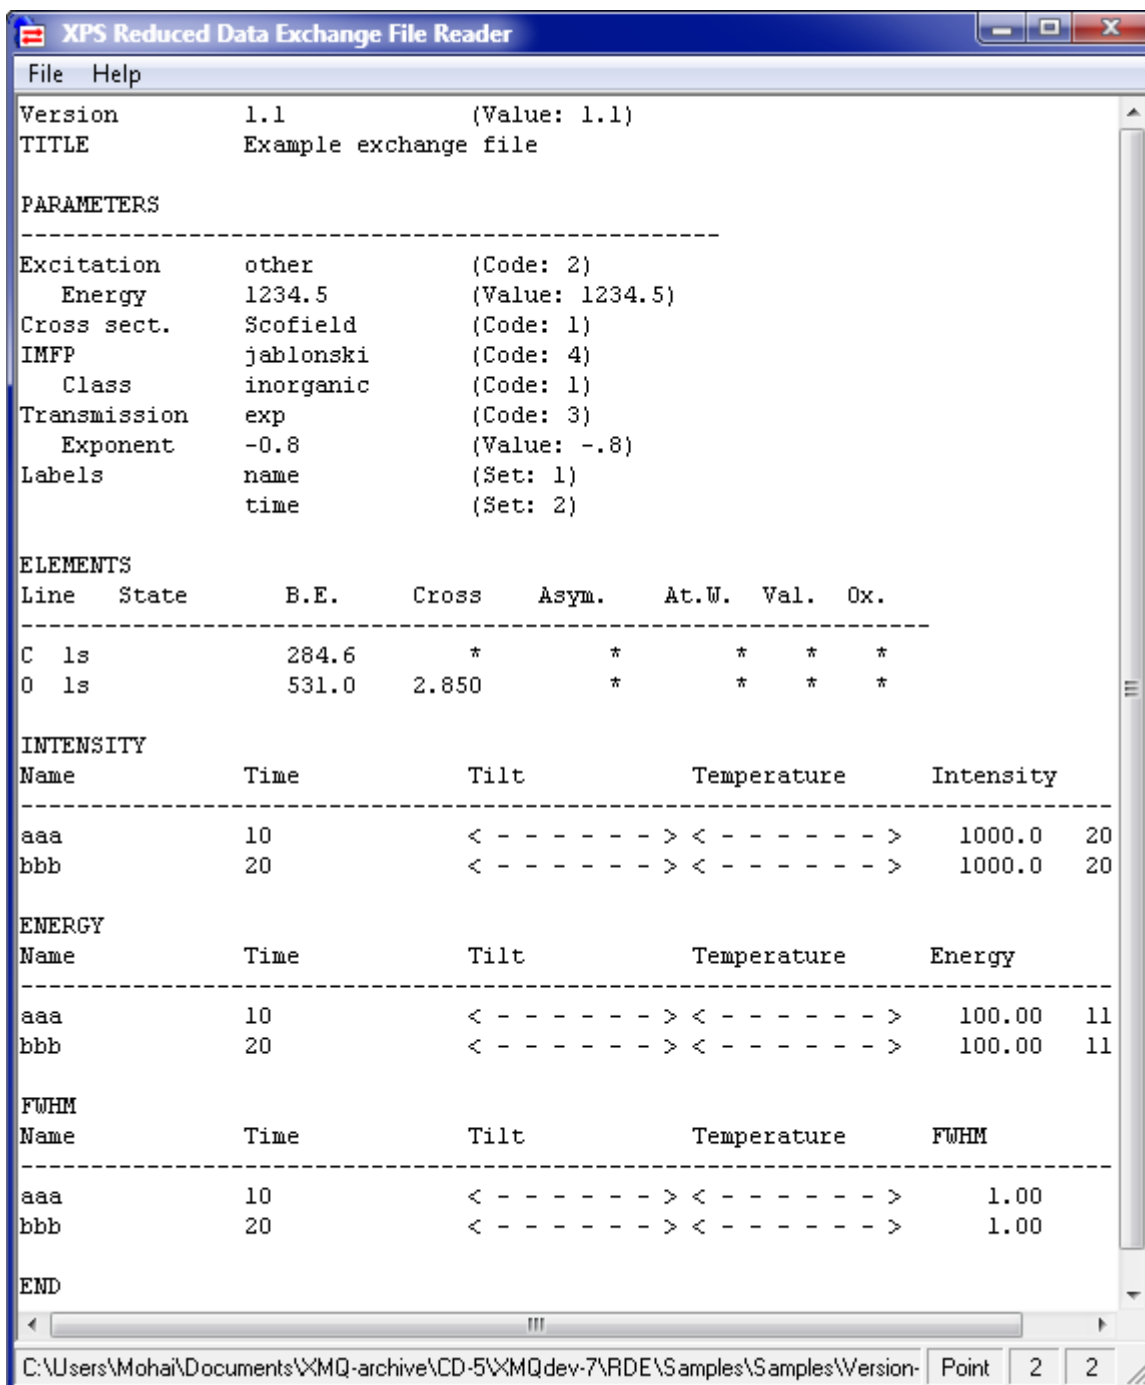 XPS Reduced Data Exchange File Reader
File Help
Version 1.1 (Value: 1.1)
TITLE Example exchange file
PARAMETERS
--------------------------------------------------
Excitation other (Code: 2)
Energy 1234.5 (Value: 1234.5)
Cross sect. Scofield (Code: 1)
IMFP jablonski (Code: 4)
Class inorganic (Code: 1)
Transmission exp (Code: 3)
Exponent -0.8 (Value: -.8)
Labels name (Set: 1)
time (Set: 2)
ELEMENTS
Line State B.E. Cross Asym. At.W. Val. Ox.
-----------------------------------------------------------------
C 1s 284.6 * * * * *
O 1s 531.0 2.850 * * * *
INTENSITY
Name Time Tilt Temperature Intensity
------------------------------------------------------------------------------
aaa 10 < - - - - - - > < - - - - - - > 1000.0 20
bbb 20 < - - - - - - > < - - - - - - > 1000.0 20
ENERGY
Name Time Tilt Temperature Energy
------------------------------------------------------------------------------
aaa 10 < - - - - - - > < - - - - - - > 100.00 11
bbb 20 < - - - - - - > < - - - - - - > 100.00 11
FWHM
Name Time Tilt Temperature FWHM
------------------------------------------------------------------------------
aaa 10 < - - - - - - > < - - - - - - > 1.00
bbb 20 < - - - - - - > < - - - - - - > 1.00
END
C:\Users\Mohai\Documents\XMQ-archive\CD-5\XMQdev-7\RDE\Samples\Samples\Version- Point 2 2